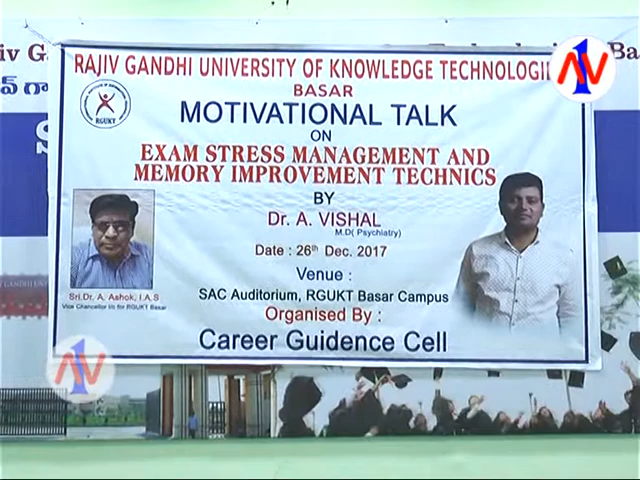 RAJIV GANDHI UNIVERSITY OF KNOWLEDGE TECHNOLOGI
BASAR
RGUKT
MOTIVATIONAL TALK
ON
EXAM STRESS MANAGEMENT AND
MEMORY IMPROVEMENT TECHNICS
BY
Dr. A. VISHAL
M.D( Psychiatry)
Date : 26th Dec. 2017
Venue :
SAC Auditorium, RGUKT Basar Campus
Organised By :
Career Guidence Cell
Sri.Dr. A. Ashok, I.A.S
Vice Chancellor i/c for RGUKT Basar